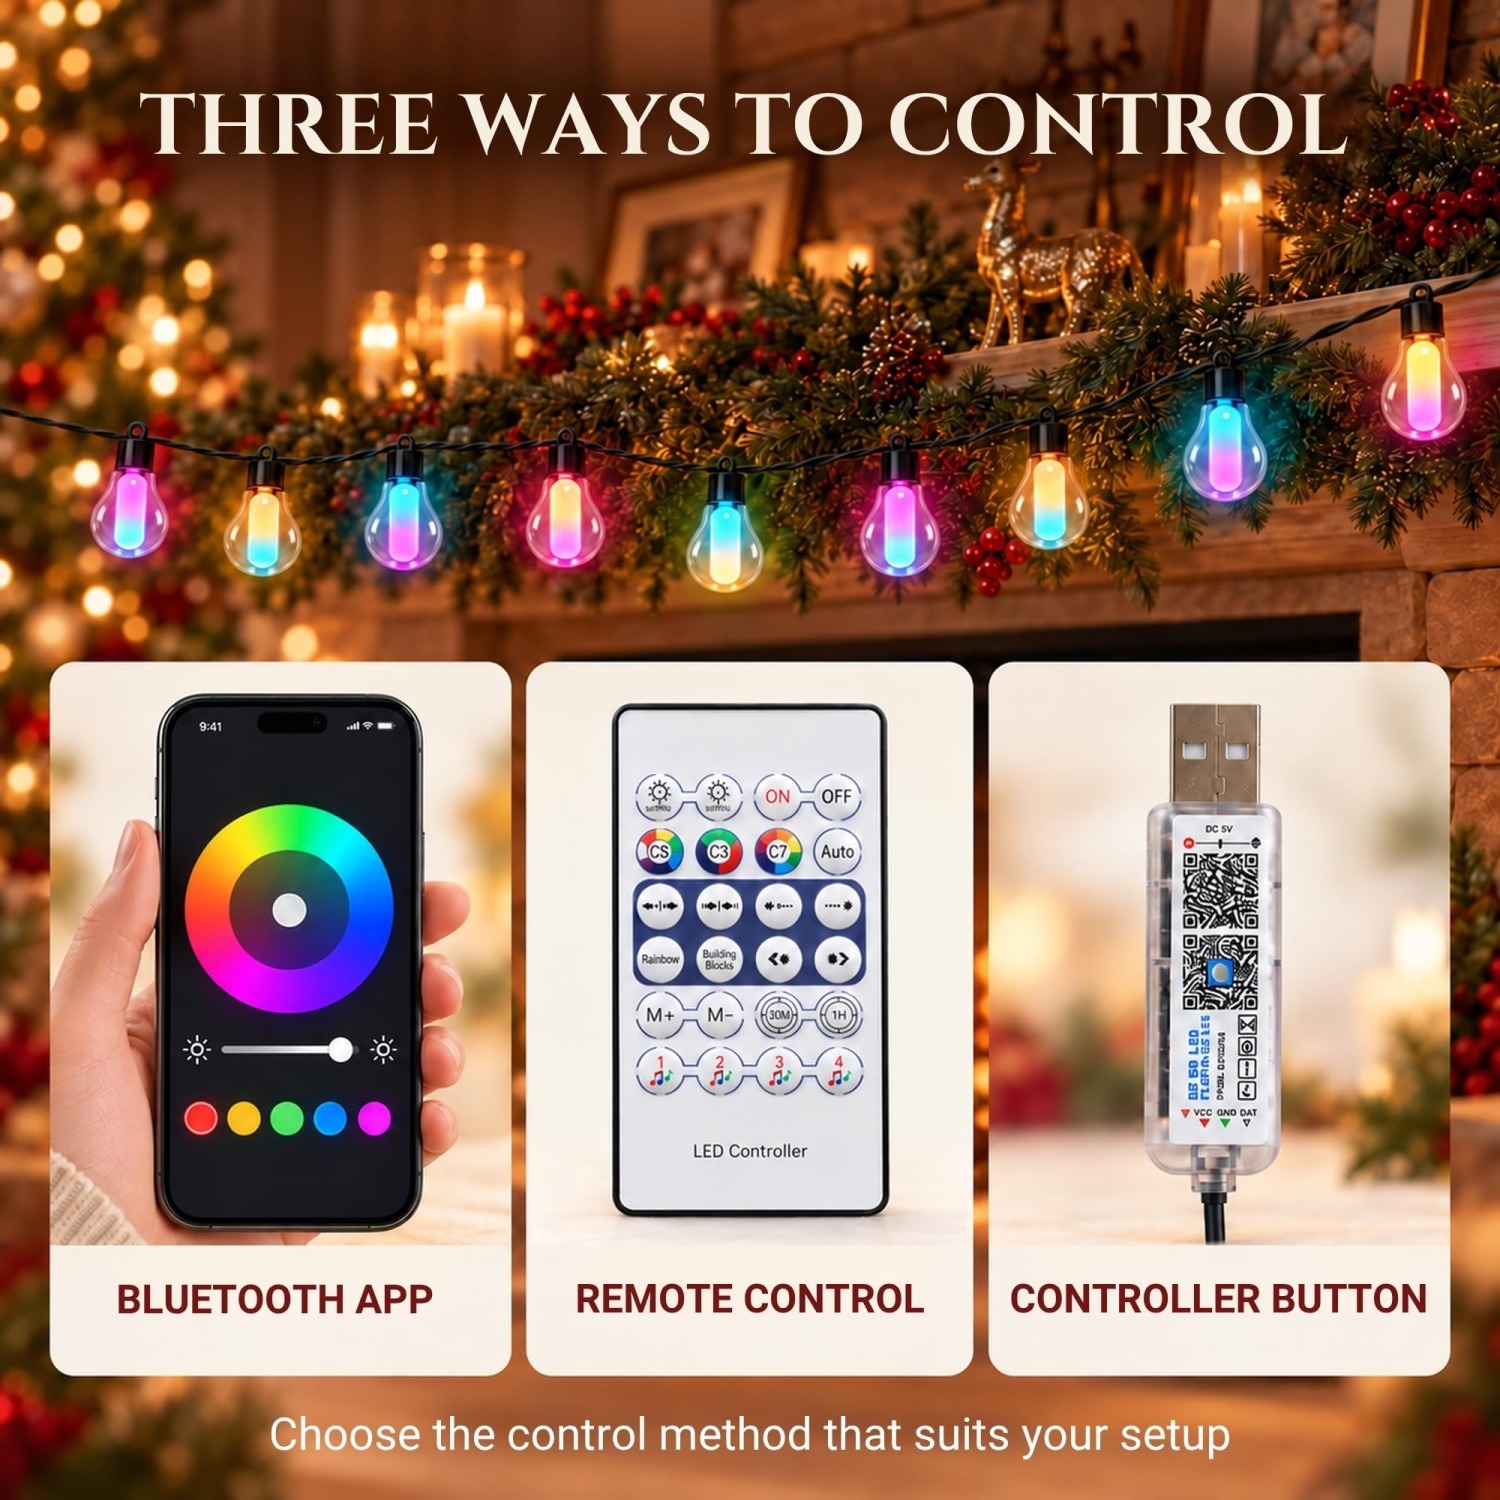 THREE WAYS TO CONTROL
9:41
ON
OFF
CS
C3
C7
Auto
Rainbow
Building
Blocks
M+
M-
30M
1H
1
2
3
4
LED Controller
DC 5V
VCC GND DAT
BLUETOOTH APP
REMOTE CONTROL
CONTROLLER BUTTON
Choose the control method that suits your setup